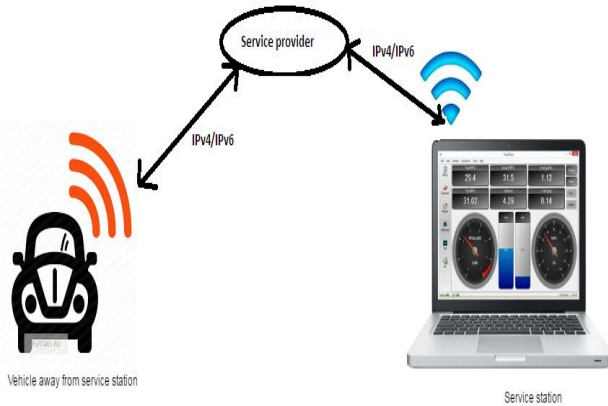 Service provider
IPv4/IPv6
IPv4/IPv6
25.4
31.5
1.12
31.02
4.29
0.14
Vehicle away from service station
Service station